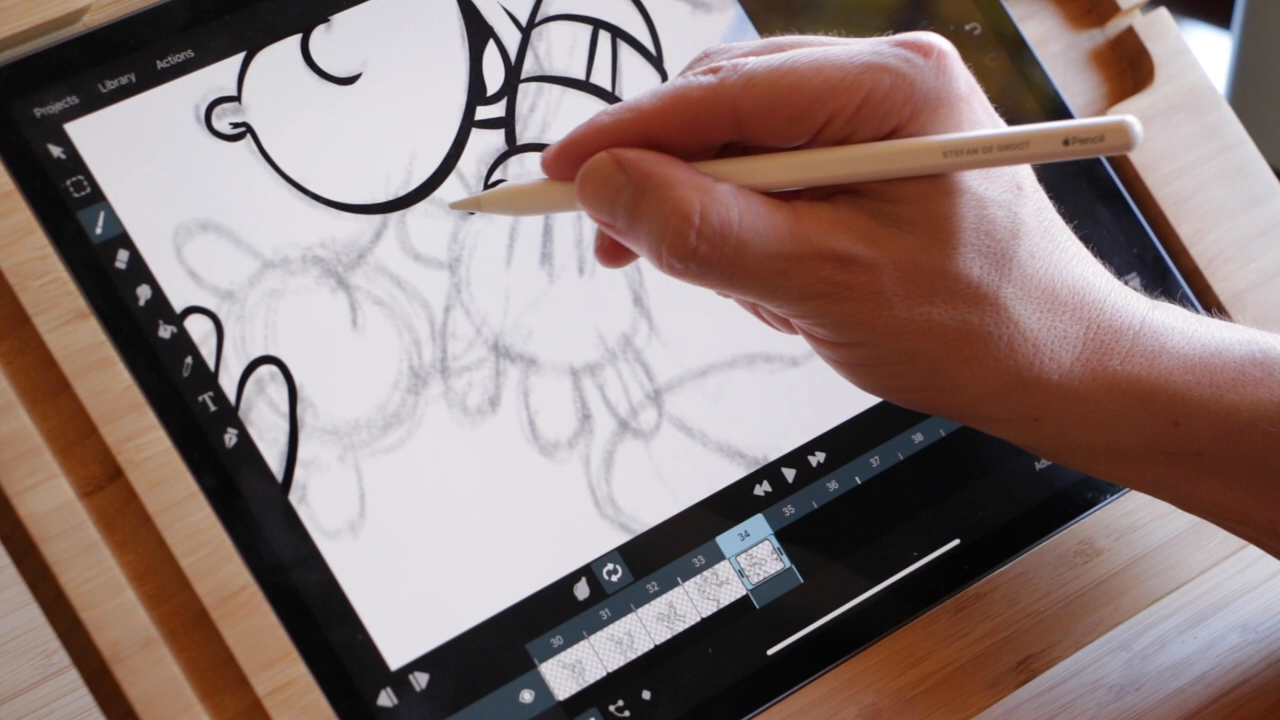 Projects
Library
Actions
STEFAN DE GROOT
Pencil
T
30
31
32
33
34
35
36
37
38